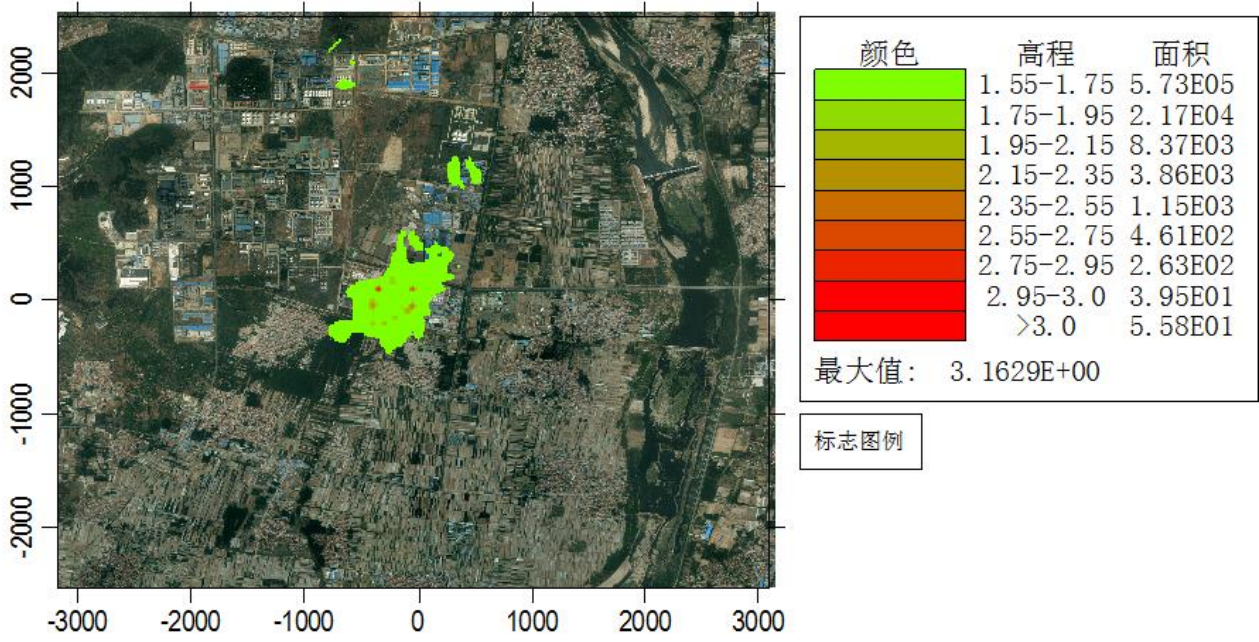 2000
1000
0
-1000
-2000
-3000 -2000 -1000 0 1000 2000 3000
颜色 高程 面积
1.55-1.75 5.73E05
1.75-1.95 2.17E04
1.95-2.15 8.37E03
2.15-2.35 3.86E03
2.35-2.55 1.15E03
2.55-2.75 4.61E02
2.75-2.95 2.63E02
2.95-3.0 3.95E01
>3.0 5.58E01
最大值: 3.1629E+00
标志图例